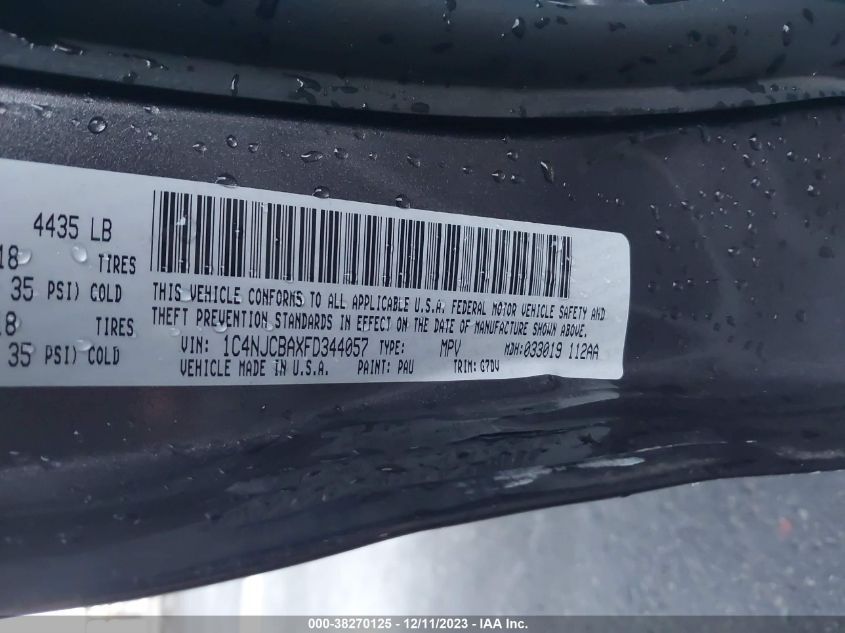 4435 LB
18 TIRES
35 PSI) COLD
18 TIRES
35 PSI) COLD
THIS VEHICLE CONFORMS TO ALL APPLICABLE U.S.A. FEDERAL MOTOR VEHICLE SAFETY AND
THEFT PREVENTION STANDARDS IN EFFECT ON THE DATE OF MANUFACTURE SHOWN ABOVE.
VIN: 1C4NJCBAXFD344057 TYPE: MPV MDH:033019 112AA
VEHICLE MADE IN U.S.A. PAINT: PAU TRIM: G7DV
000-38270125 - 12/11/2023 - IAA Inc.